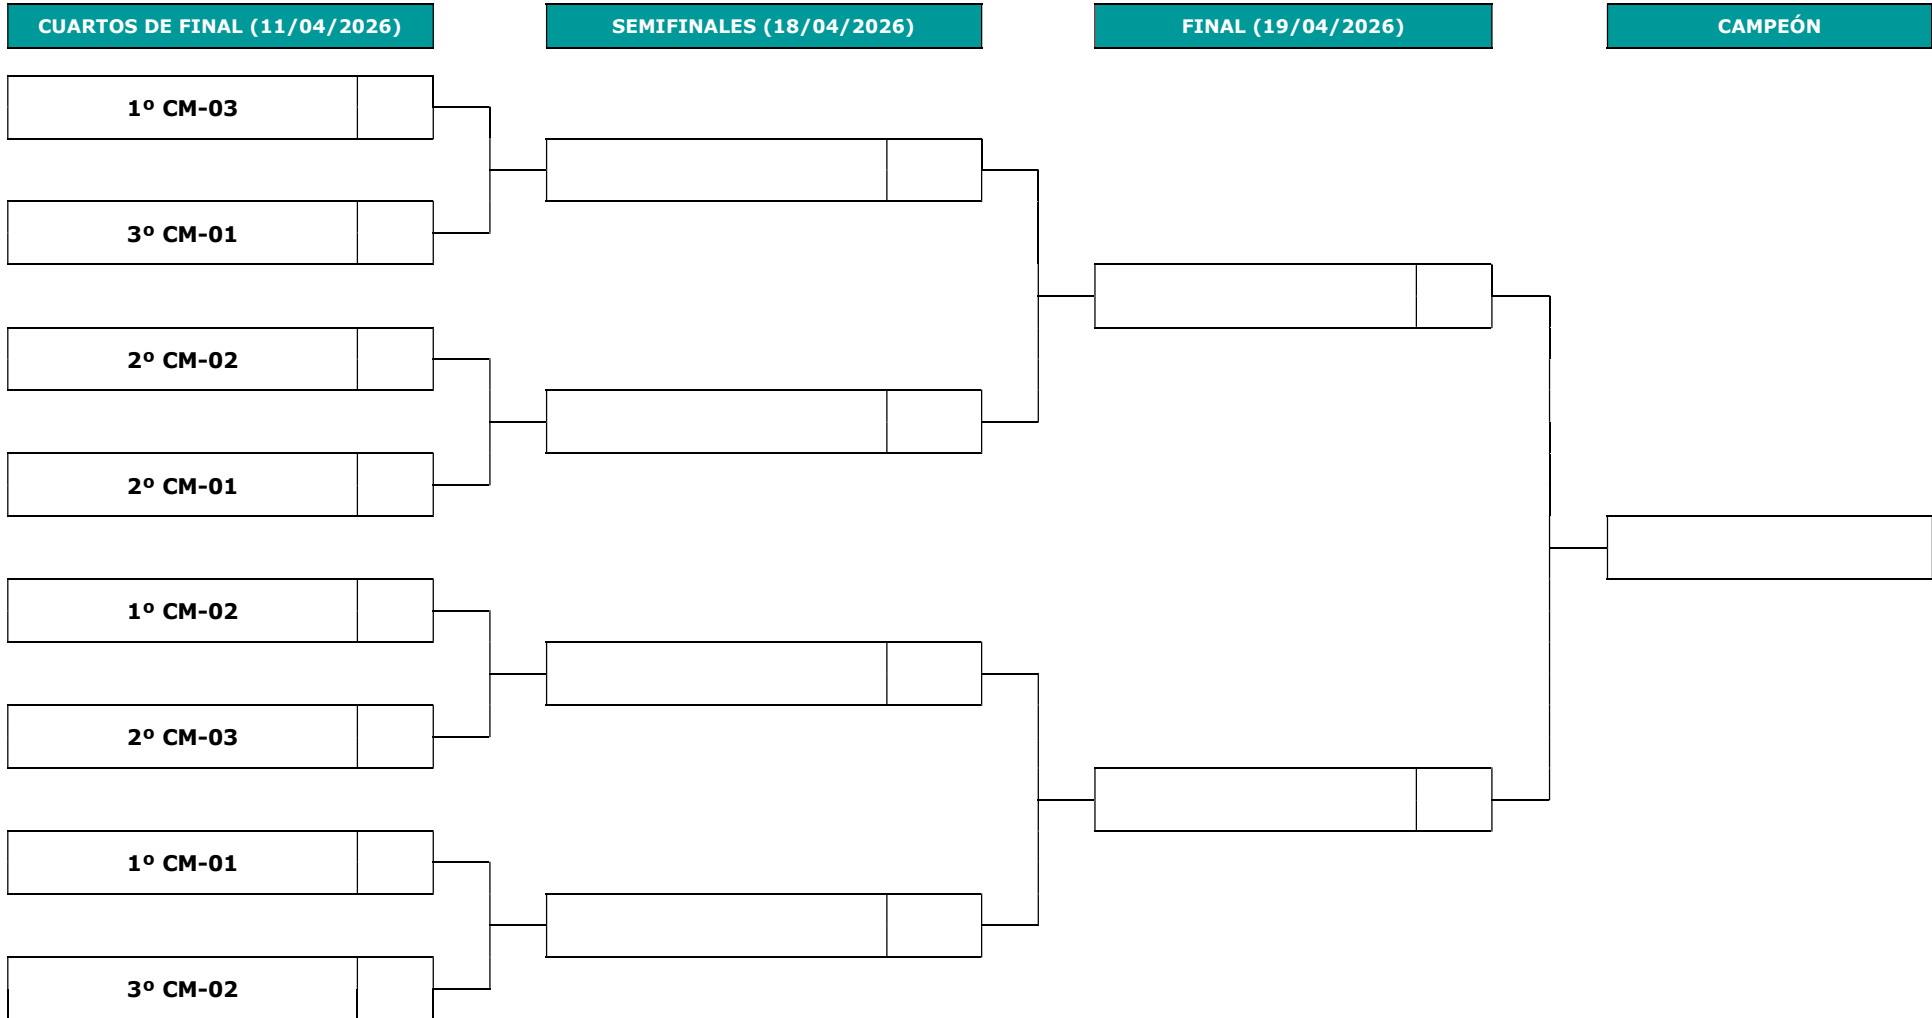 CUARTOS DE FINAL (11/04/2026)
SEMIFINALES (18/04/2026)
FINAL (19/04/2026)
CAMPEÓN
1º CM-03
3º CM-01
2º CM-02
2º CM-01
1º CM-02
2º CM-03
1º CM-01
3º CM-02